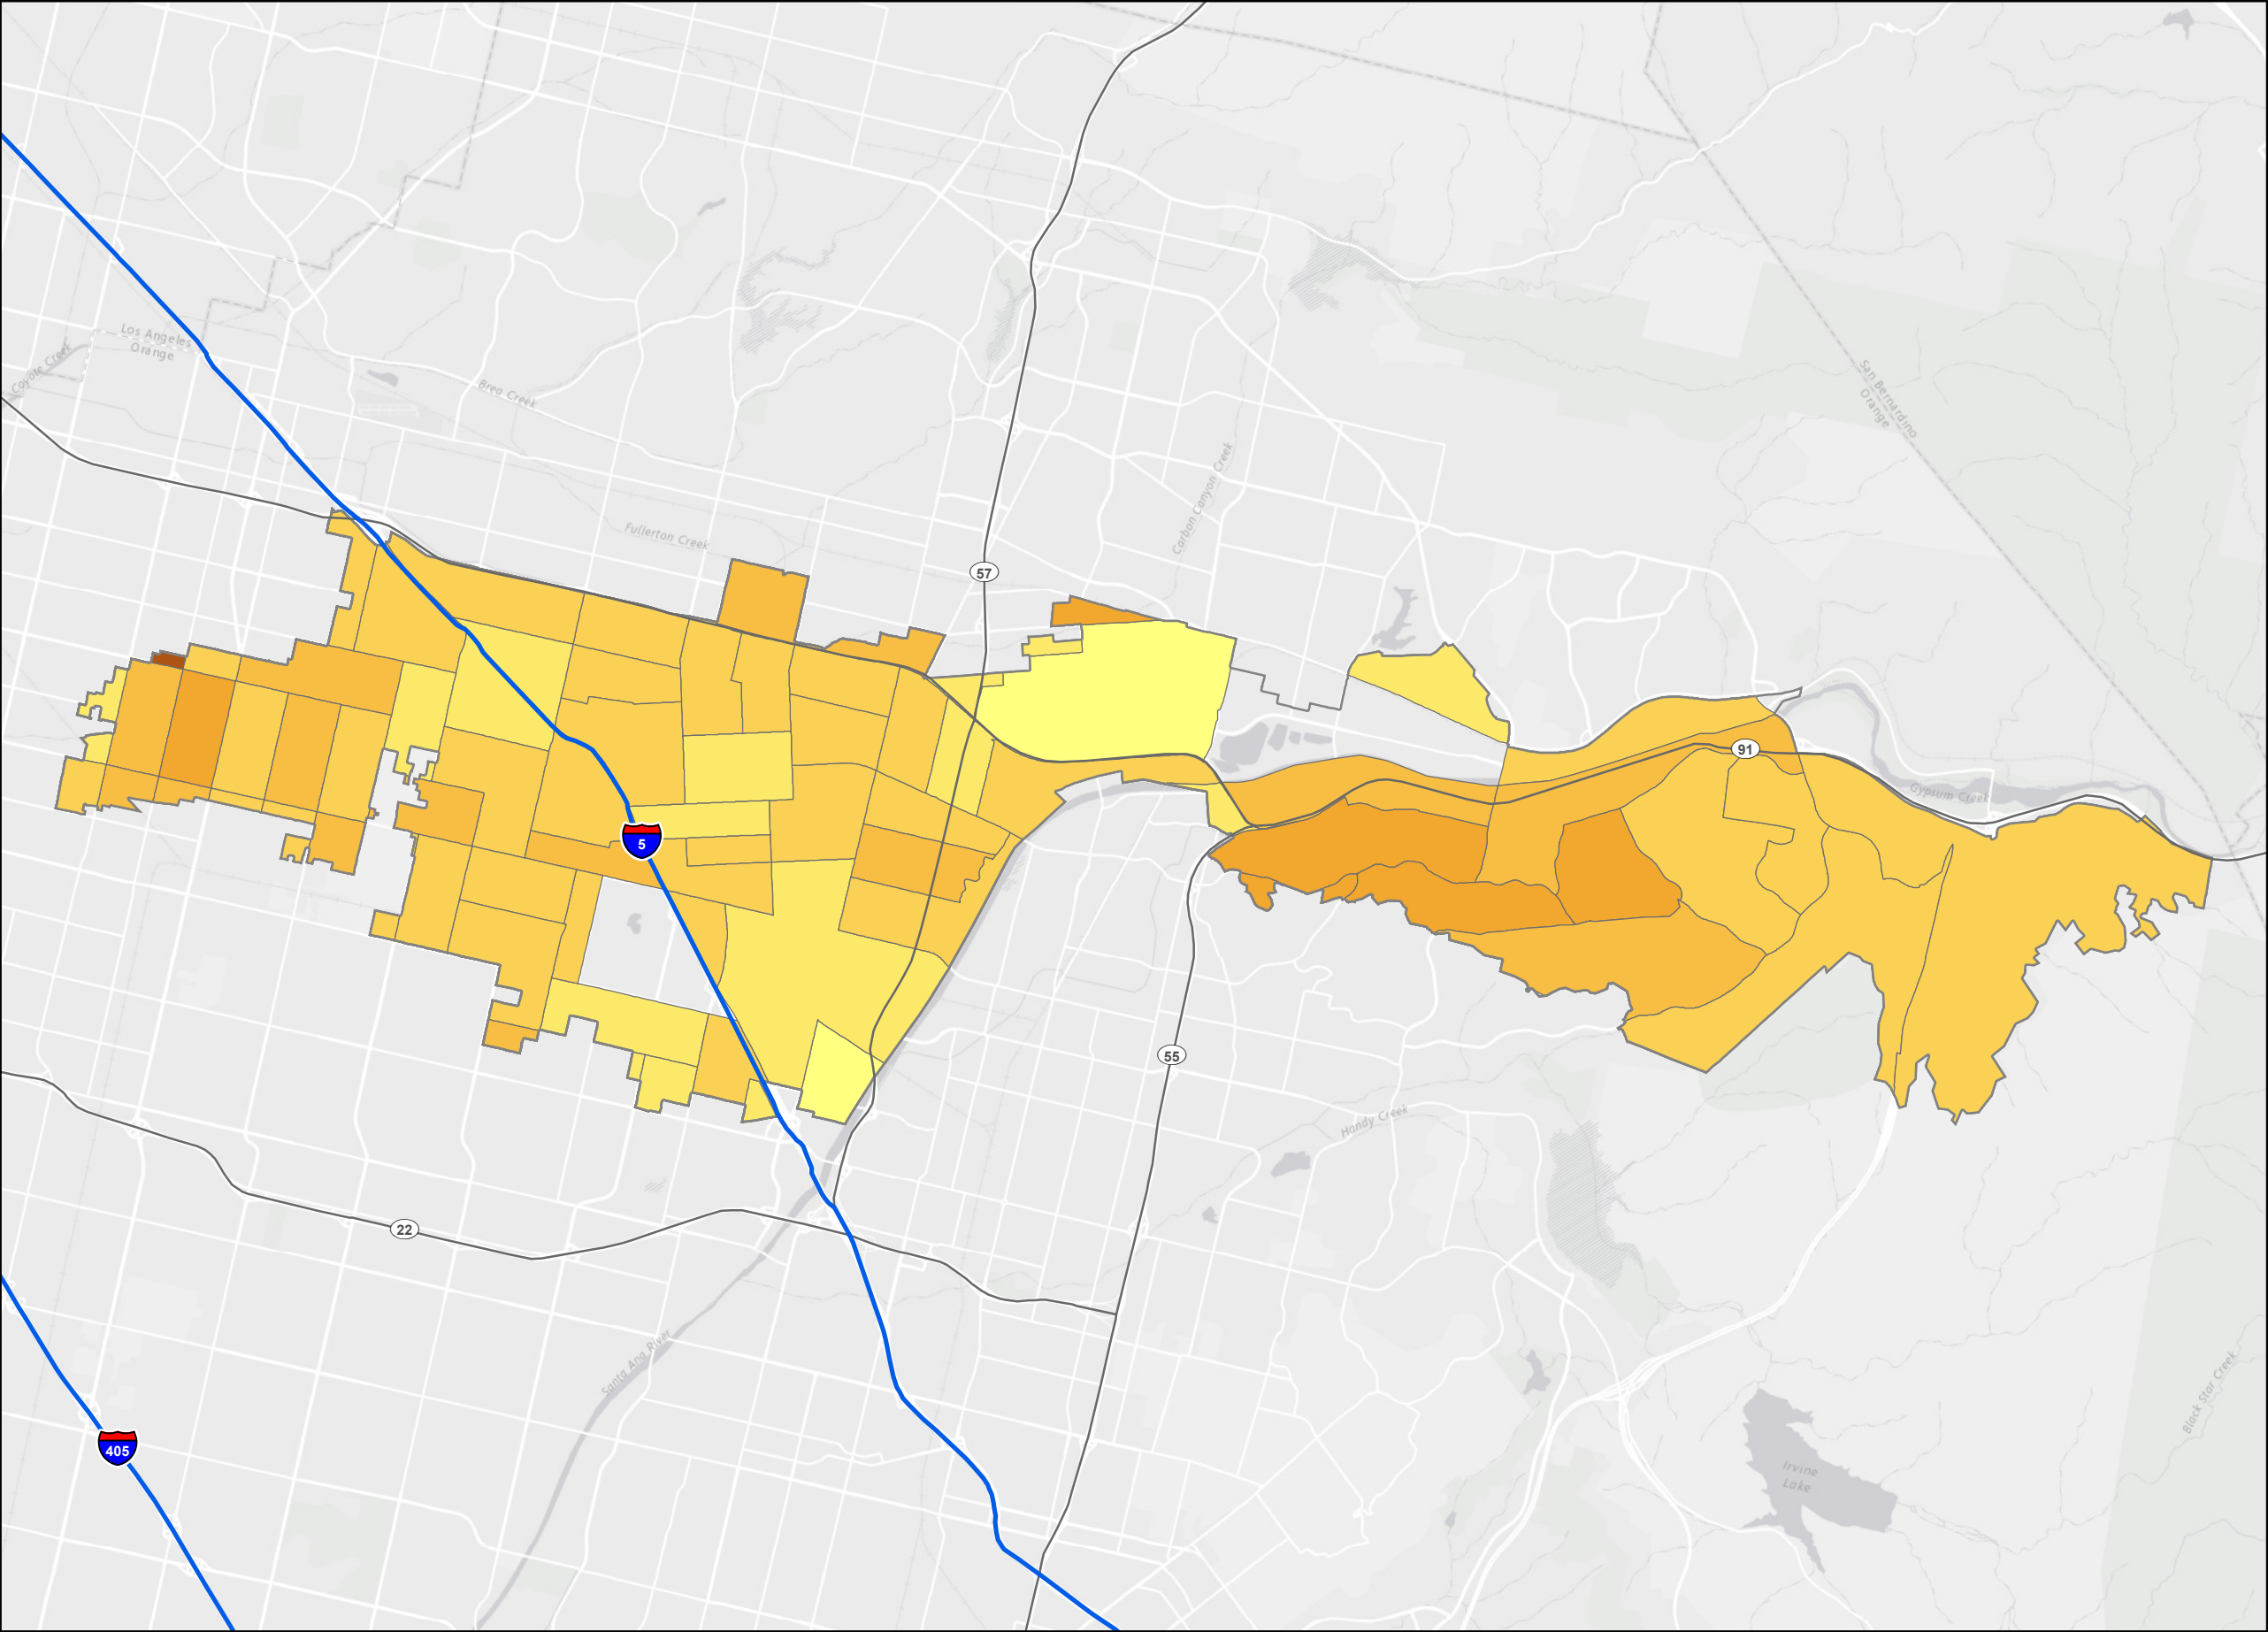 Los Angeles
Orange
Coyote Creek
Brea Creek
San Bernardino
Orange
Fullerton Creek
Carbon Canyon Creek
57
91
Gypsum Creek
5
55
Handy Creek
22
Santa Ana River
Black Star Creek
405
Irvine
Lake